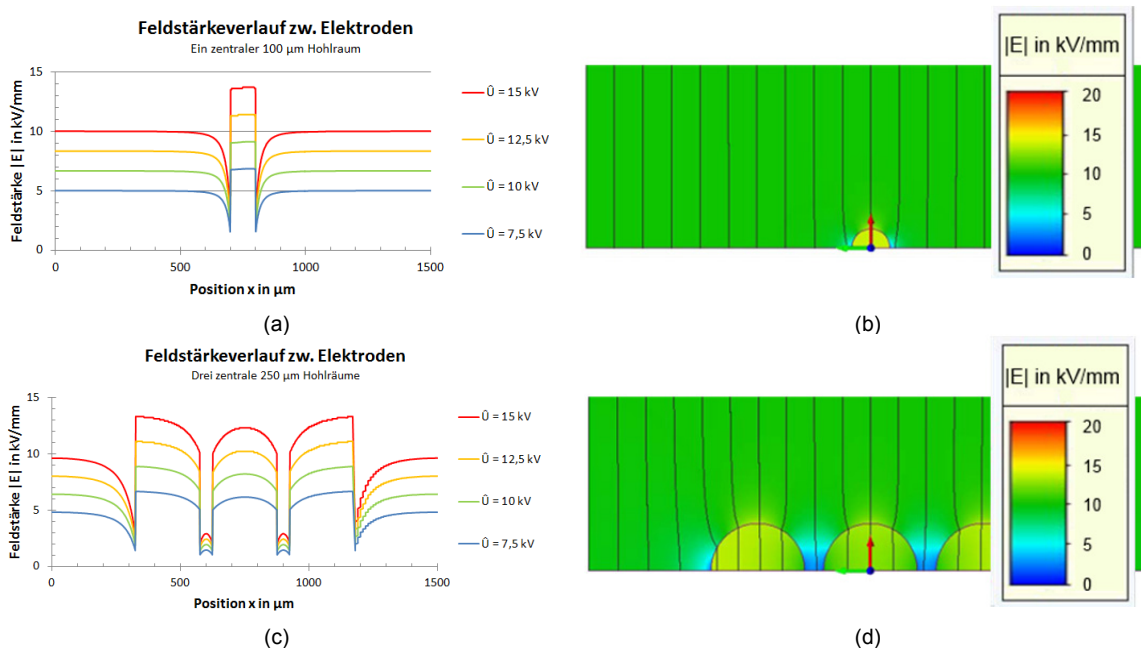 Feldstärkeverlauf zw. Elektroden
Ein zentraler 100 µm Hohlraum
Feldstärke |E| in kV/mm
15
10
5
0
0
500
1000
1500
Position x in µm
Û = 15 kV
Û = 12,5 kV
Û = 10 kV
Û = 7,5 kV
(a)
|E| in kV/mm
20
15
10
5
0
(b)
Feldstärkeverlauf zw. Elektroden
Drei zentrale 250 µm Hohlräume
Feldstärke |E| in kV/mm
15
10
5
0
0
500
1000
1500
Position x in µm
Û = 15 kV
Û = 12,5 kV
Û = 10 kV
Û = 7,5 kV
(c)
|E| in kV/mm
20
15
10
5
0
(d)